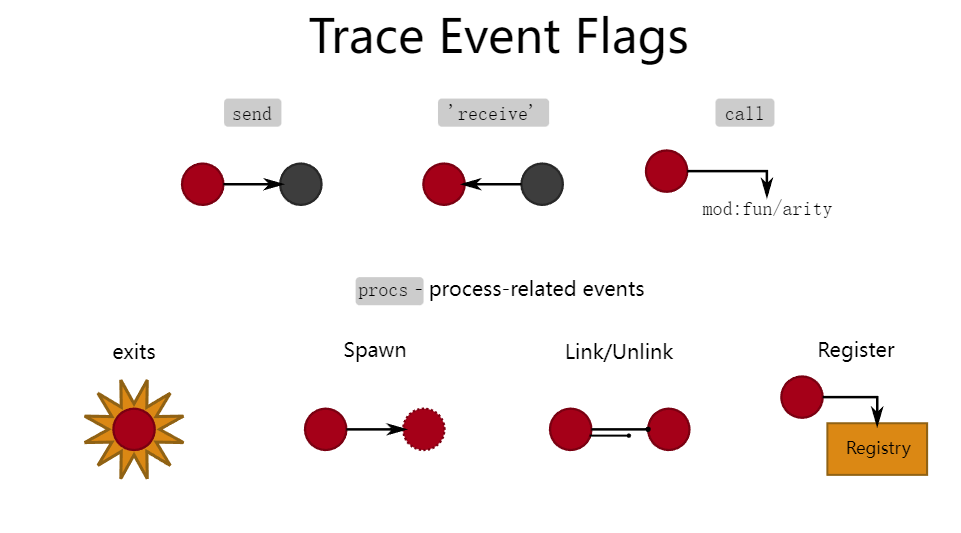 Trace Event Flags
send
'receive'
call
mod:fun/arity
procs - process-related events
exits
Spawn
Link/Unlink
Register
Registry